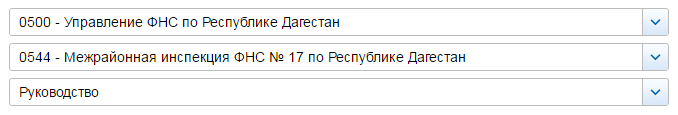 0500 - Управление ФНС по Республике Дагестан
0544 - Межрайонная инспекция ФНС № 17 по Республике Дагестан
Руководство